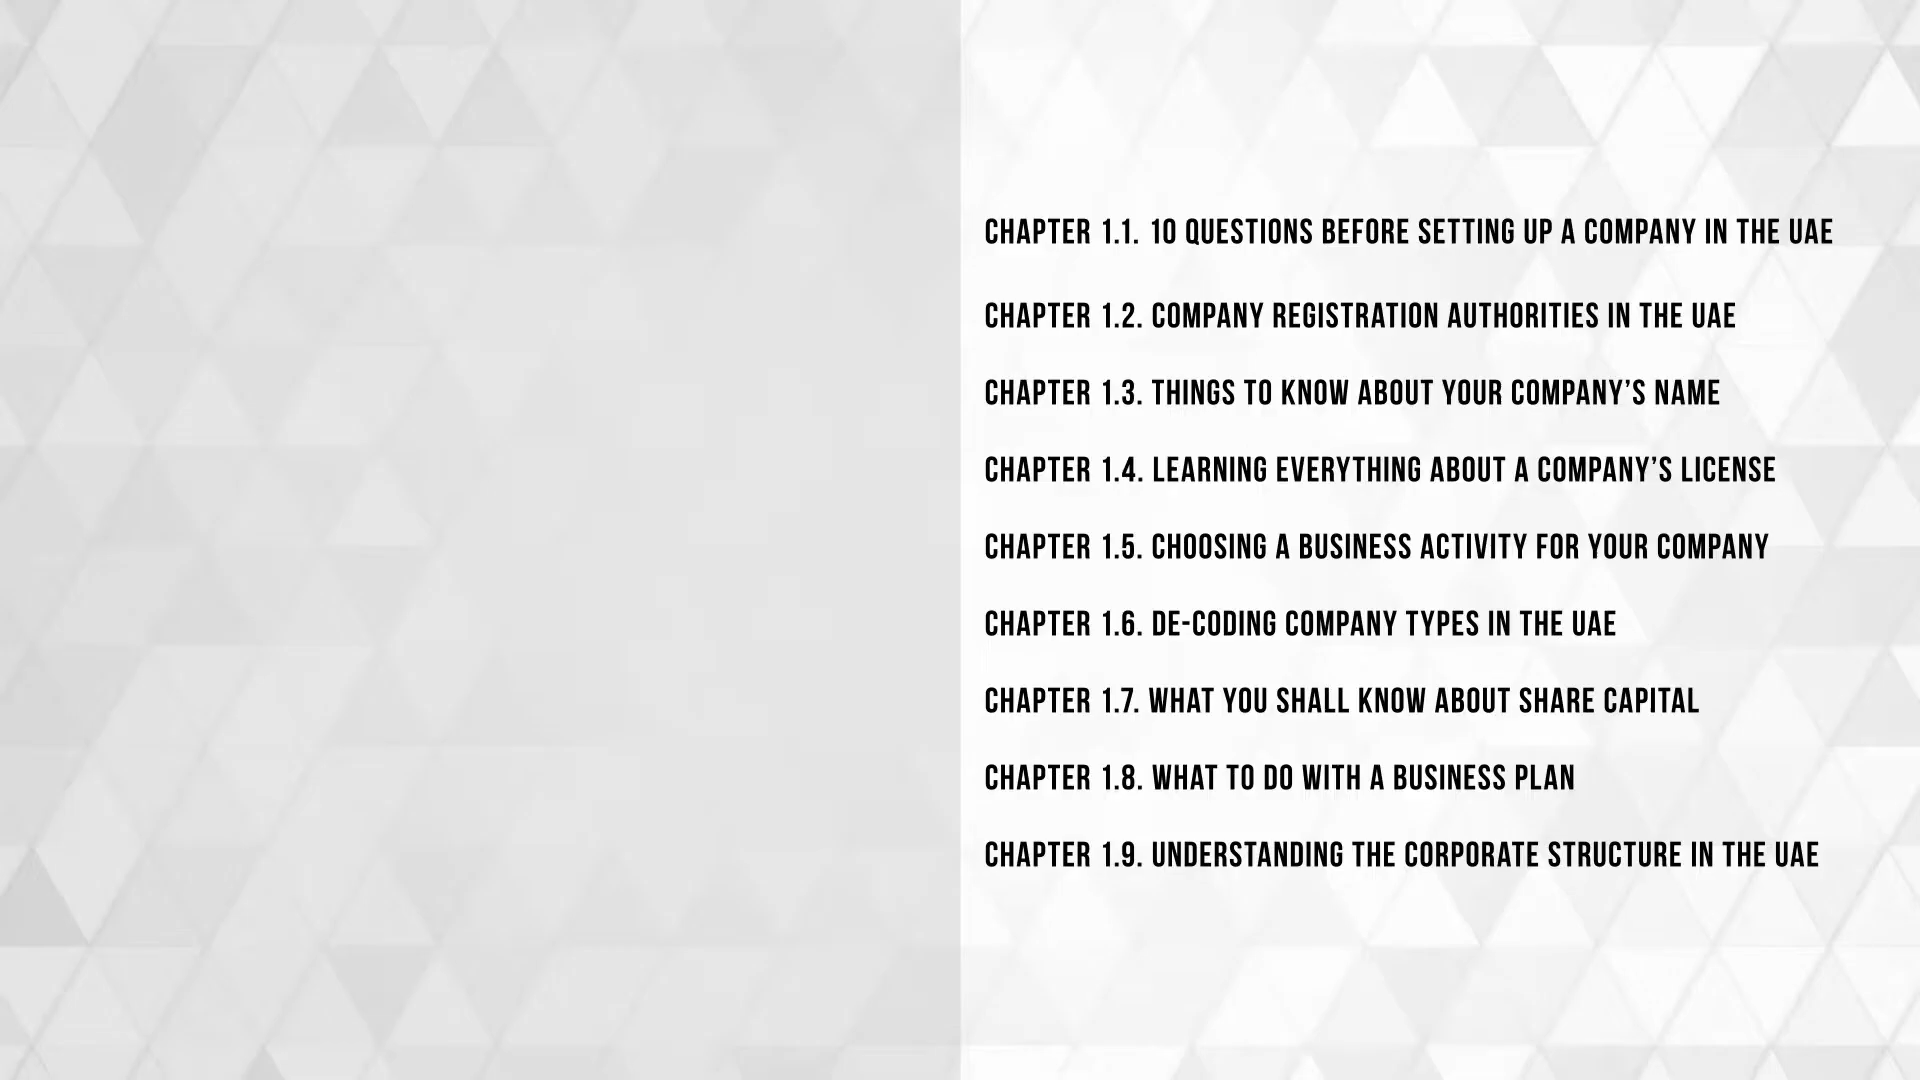 CHAPTER 1.1. 10 QUESTIONS BEFORE SETTING UP A COMPANY IN THE UAE
CHAPTER 1.2. COMPANY REGISTRATION AUTHORITIES IN THE UAE
CHAPTER 1.3. THINGS TO KNOW ABOUT YOUR COMPANY’S NAME
CHAPTER 1.4. LEARNING EVERYTHING ABOUT A COMPANY’S LICENSE
CHAPTER 1.5. CHOOSING A BUSINESS ACTIVITY FOR YOUR COMPANY
CHAPTER 1.6. DE-CODING COMPANY TYPES IN THE UAE
CHAPTER 1.7. WHAT YOU SHALL KNOW ABOUT SHARE CAPITAL
CHAPTER 1.8. WHAT TO DO WITH A BUSINESS PLAN
CHAPTER 1.9. UNDERSTANDING THE CORPORATE STRUCTURE IN THE UAE